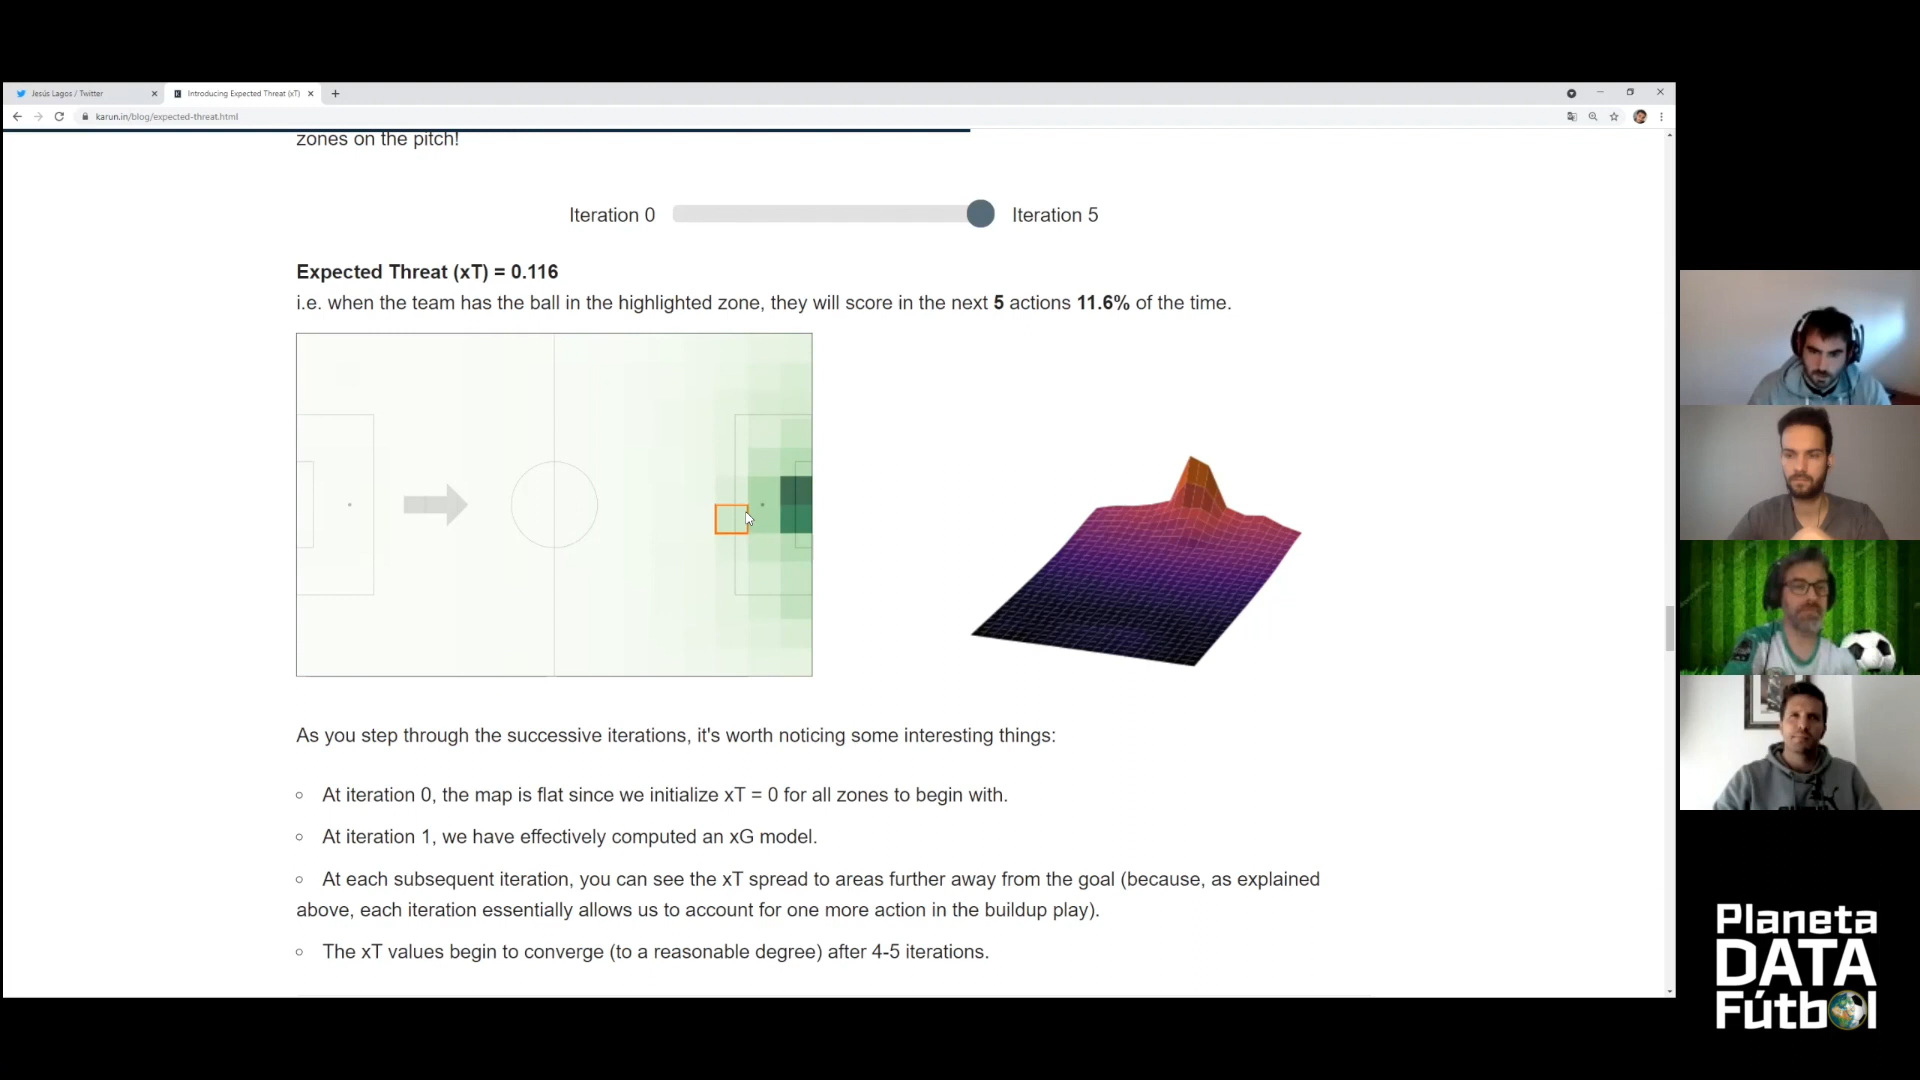 Jesús Lagos / Twitter
Introducing Expected Threat (xT)
karun.in/blog/expected-threat.html
zones on the pitch!
Iteration 0
Iteration 5
Expected Threat (xT) = 0.116
i.e. when the team has the ball in the highlighted zone, they will score in the next 5 actions 11.6% of the time.
As you step through the successive iterations, it's worth noticing some interesting things:
At iteration 0, the map is flat since we initialize xT = 0 for all zones to begin with.
At iteration 1, we have effectively computed an xG model.
At each subsequent iteration, you can see the xT spread to areas further away from the goal (because, as explained
above, each iteration essentially allows us to account for one more action in the buildup play).
The xT values begin to converge (to a reasonable degree) after 4-5 iterations.
Planeta
DATA
Fútbol